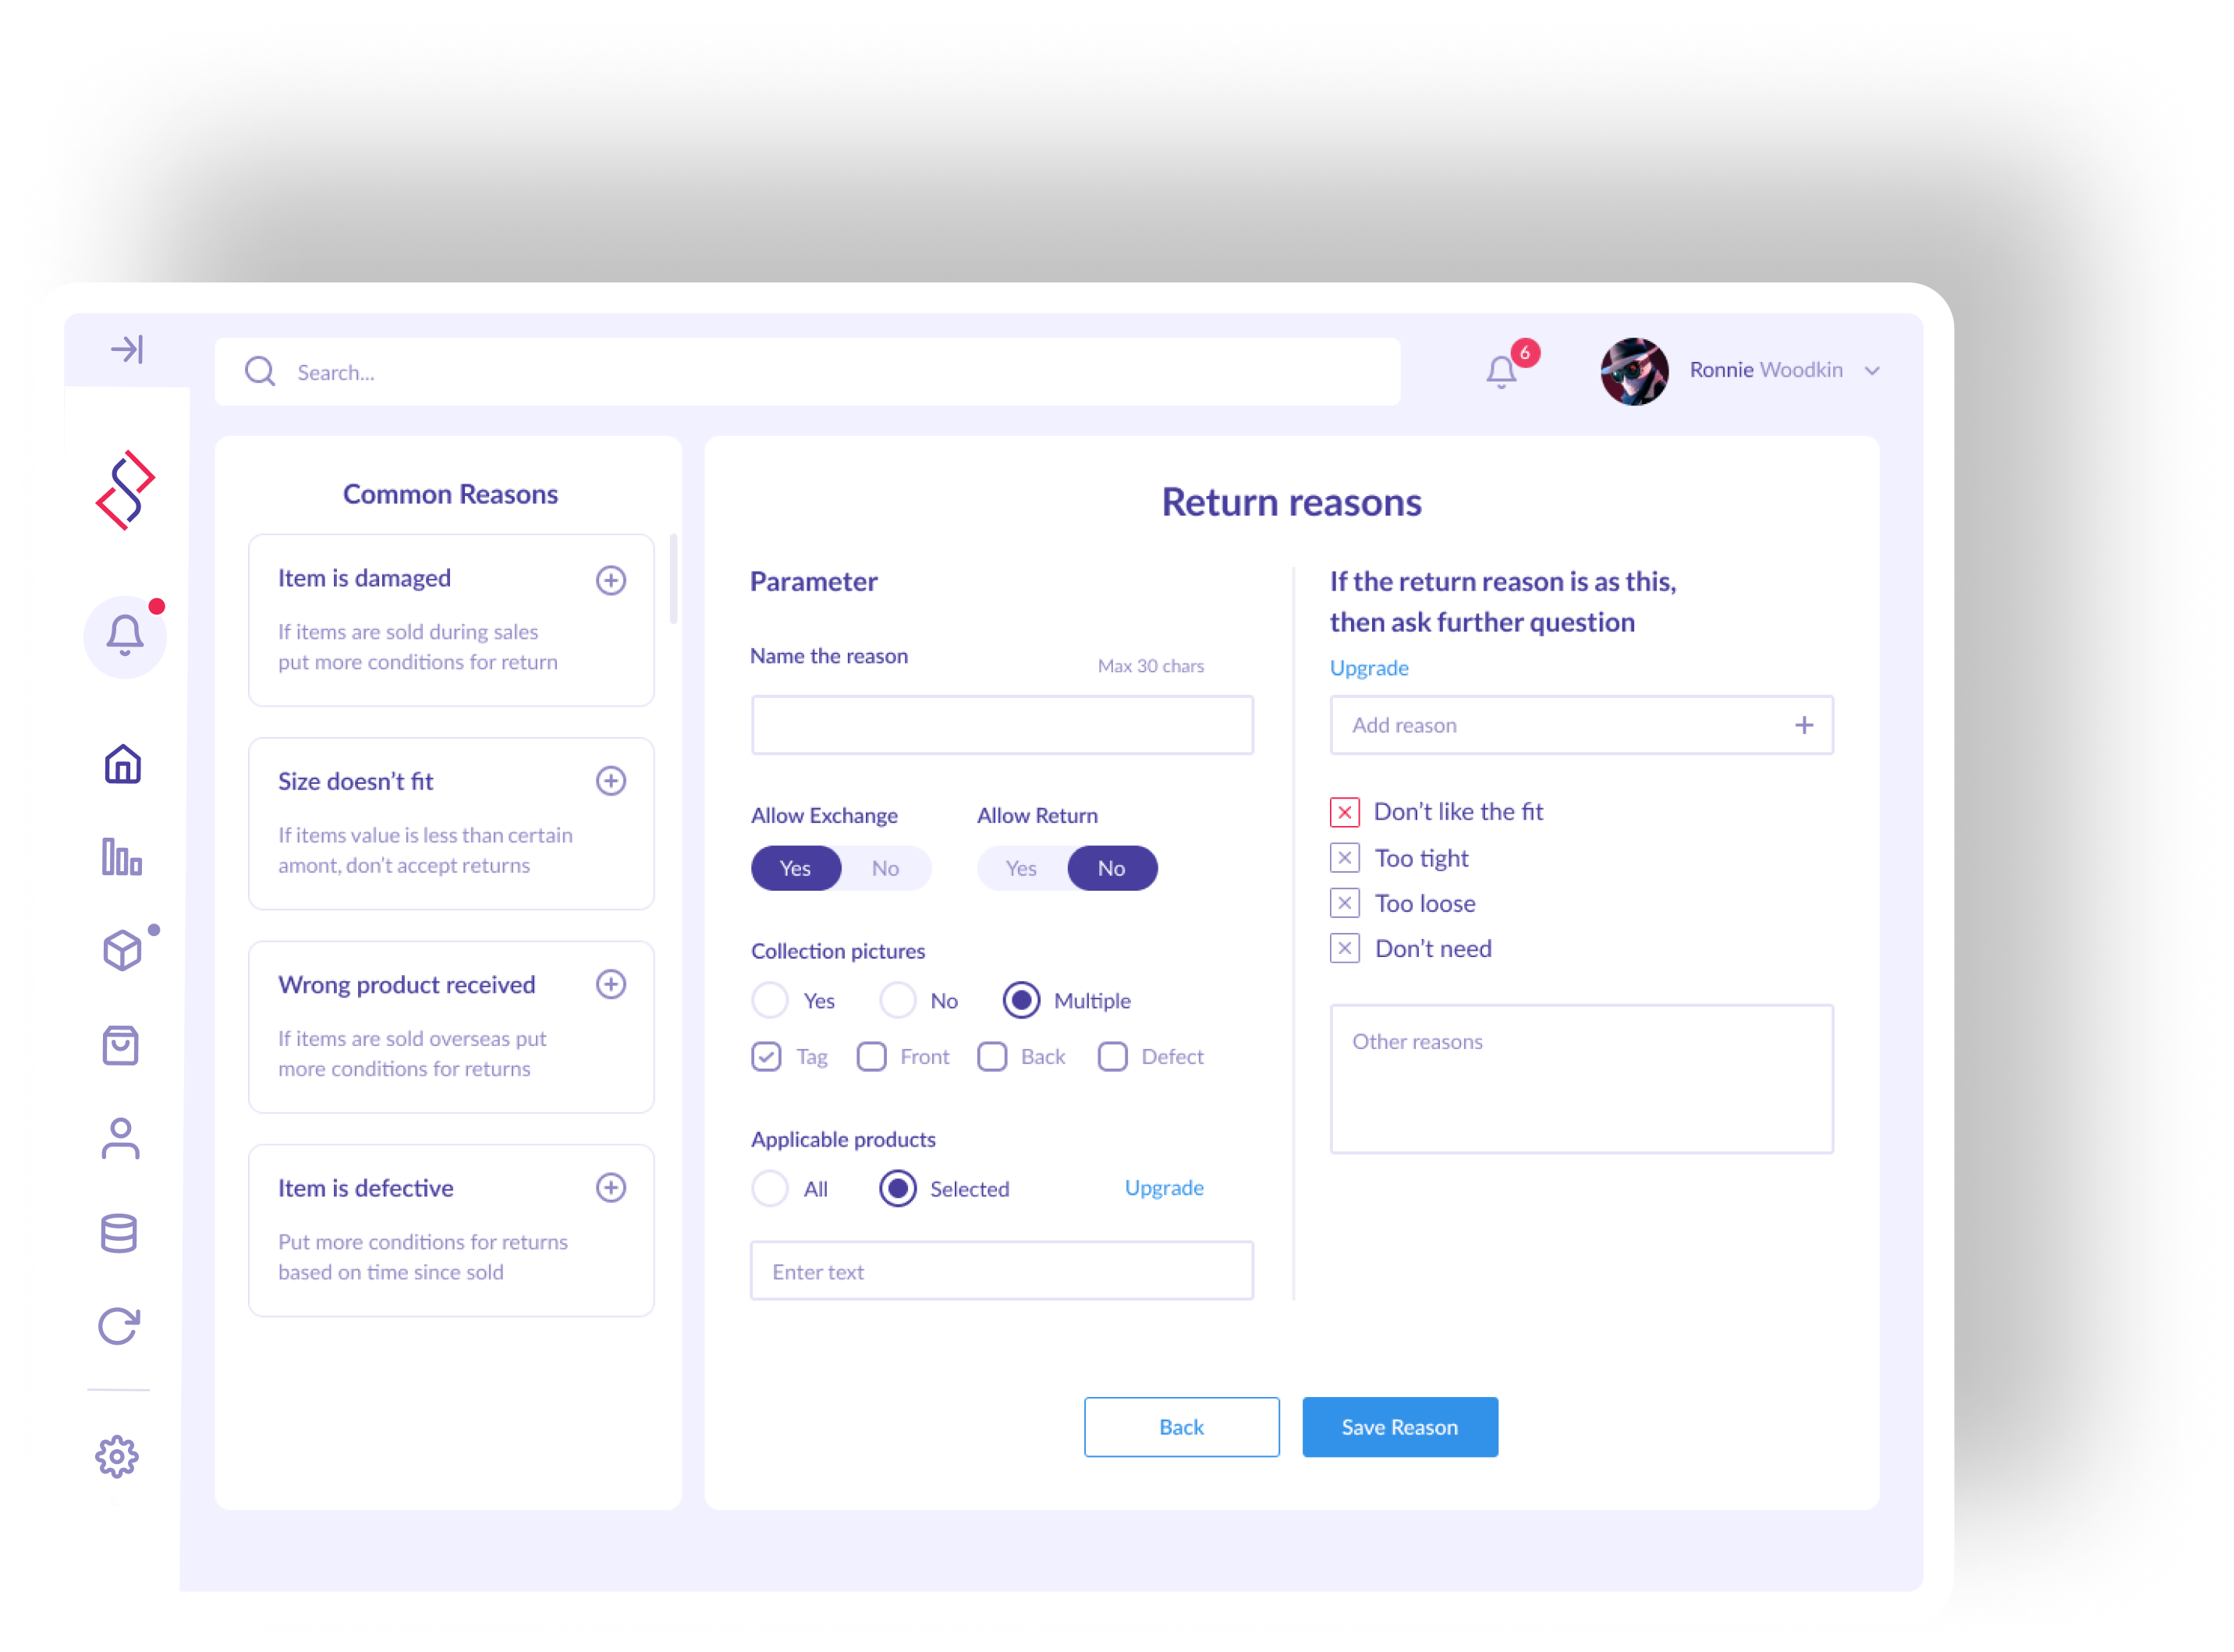 Search...
6
Ronnie Woodkin
Common Reasons
Item is damaged
If items are sold during sales
put more conditions for return
Size doesn't fit
If items value is less than certain
amont, don't accept returns
Wrong product received
If items are sold overseas put
more conditions for returns
Item is defective
Put more conditions for returns
based on time since sold
Return reasons
Parameter
Name the reason Max 30 chars
Allow Exchange Allow Return
Yes No Yes No
Collection pictures
Yes No Multiple
Tag Front Back Defect
Applicable products
All Selected Upgrade
Enter text
If the return reason is as this,
then ask further question
Upgrade
Add reason
Don't like the fit
Too tight
Too loose
Don't need
Other reasons
Back Save Reason